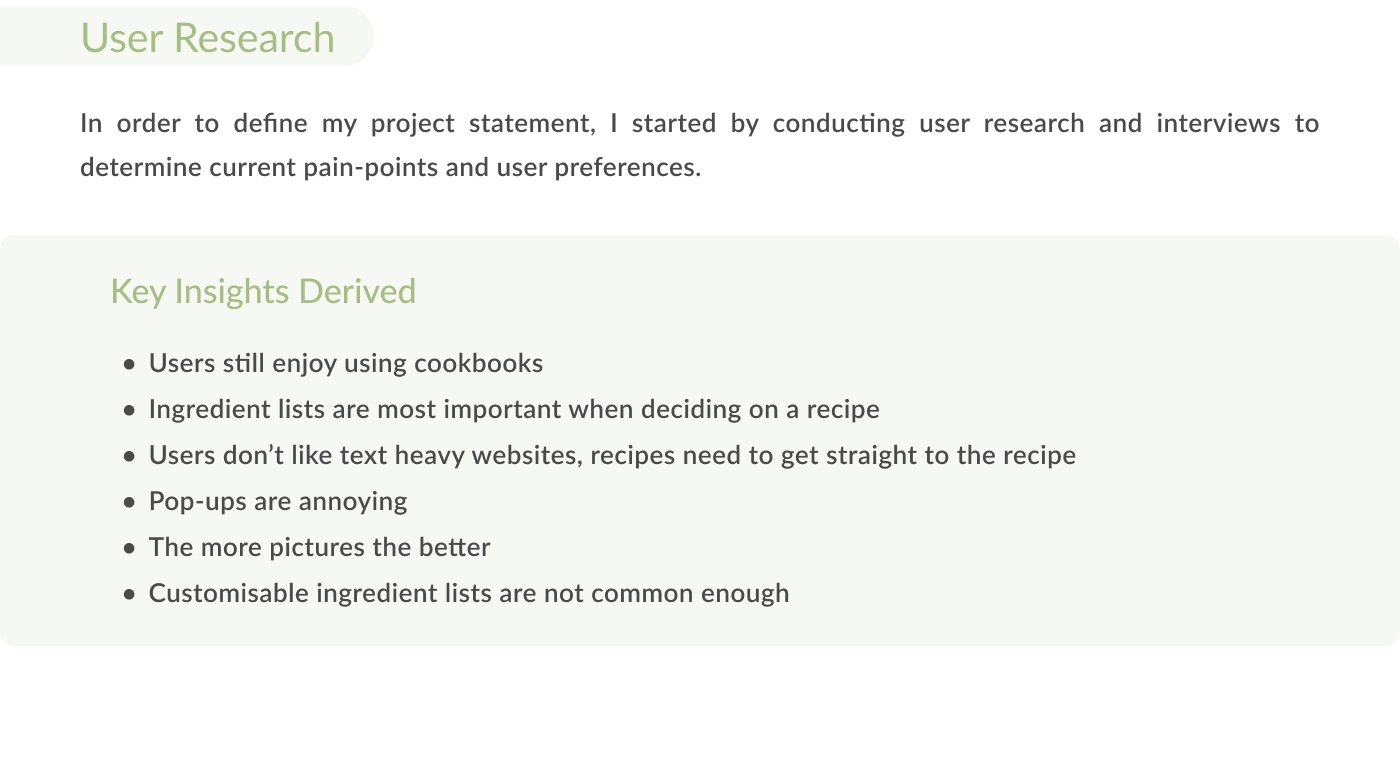 User Research
In order to define my project statement, I started by conducting user research and interviews to
determine current pain-points and user preferences.
Key Insights Derived
• Users still enjoy using cookbooks
• Ingredient lists are most important when deciding on a recipe
• Users don’t like text heavy websites, recipes need to get straight to the recipe
• Pop-ups are annoying
• The more pictures the better
• Customisable ingredient lists are not common enough